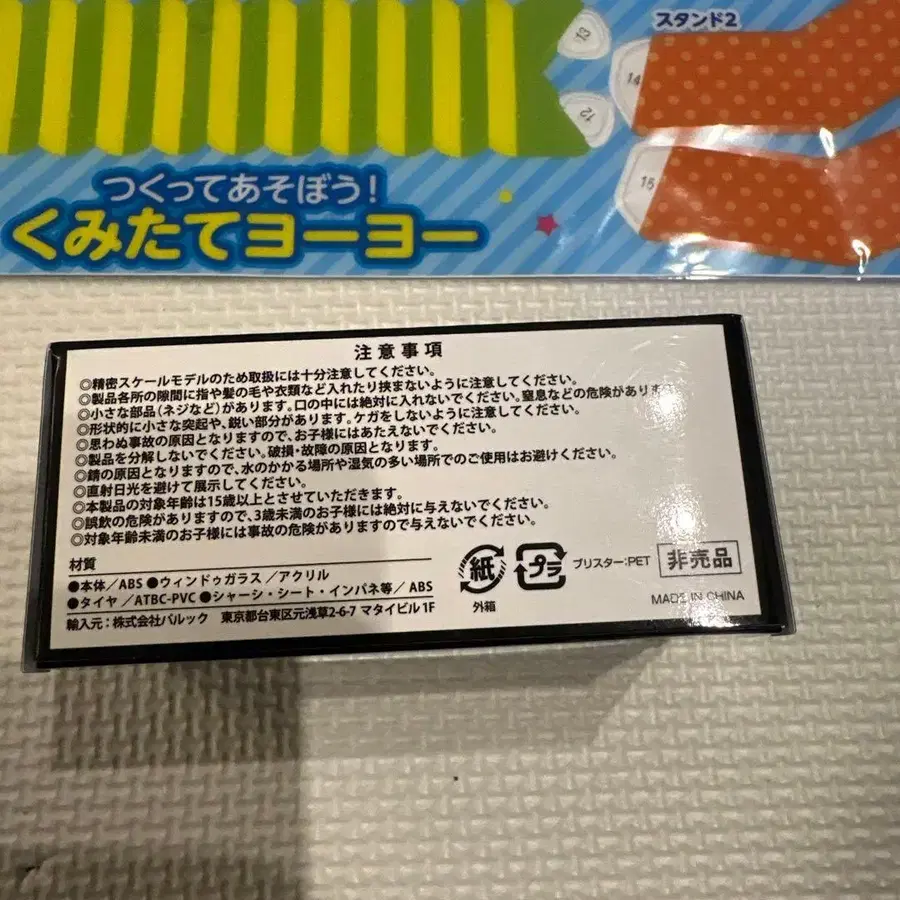 スタンド2
13
14
12
15
つくってあそぼう!
くみたてヨーヨー
注意事項
◎精密スケールモデルのため取扱には十分注意してください。
◎製品各所の隙間に指や髪の毛や衣類など入れたり挟まないように注意してください。
◎小さな部品(ネジなど)があります。口の中には絶対に入れないでください。窒息などの危険があります
◎形状的に小さな突起や、鋭い部分があります。ケガをしないように注意してください。
◎思わぬ事故の原因となりますので、お子様にはあたえないでください。
◎製品を分解しないでください。破損・故障の原因となります。
◎錆の原因となりますので、水のかかる場所や湿気の多い場所でのご使用はお避けください。
◎直射日光を避けて展示してください。
◎本製品の対象年齢は15歳以上とさせていただきます。
◎誤飲の危険がありますので、3歳未満のお子様には絶対に与えないでください。
◎対象年齢未満のお子様には事故の危険がありますので与えないでください。
材質
●本体/ABS ●ウィンドゥガラス/アクリル
●タイヤ/ATBC-PVC ●シャーシ・シート・インパネ等/ABS
輸入元:株式会社バルック 東京都台東区元浅草2-6-7 マタイビル1F
紙
外箱
プラ
ブリスター:PET
非売品
MADE IN CHINA